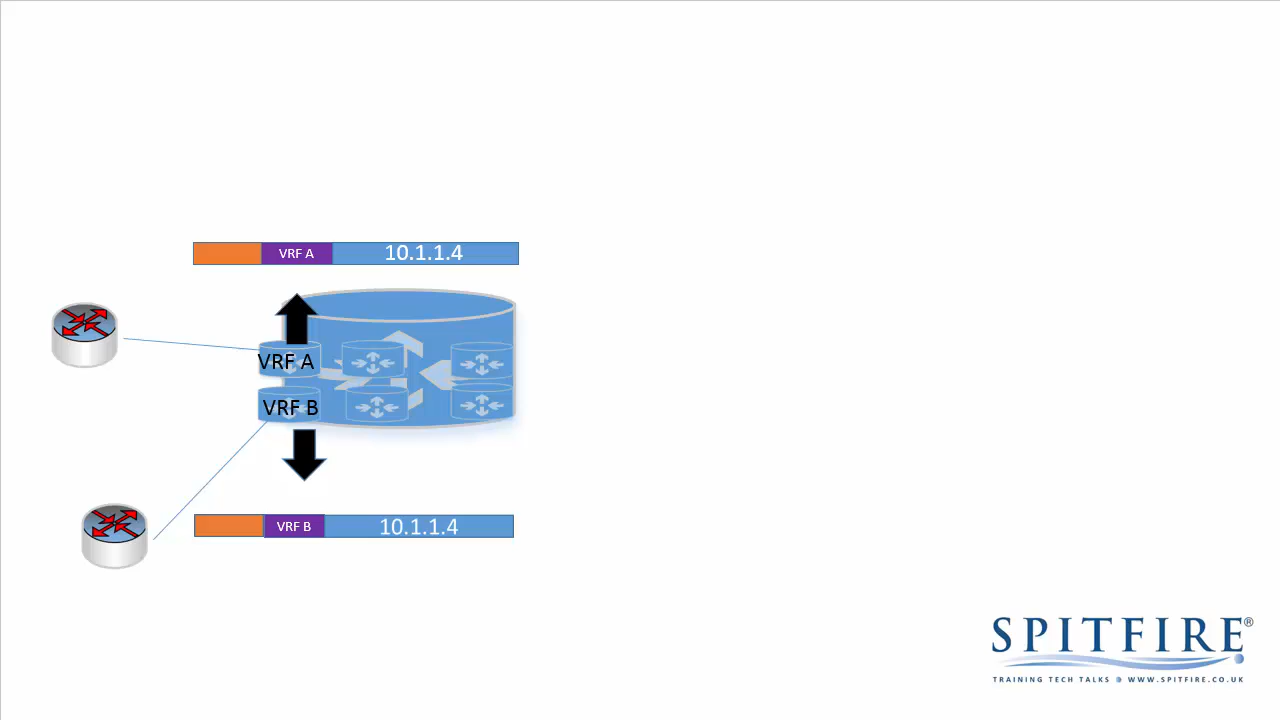 VRF A 10.1.1.4
VRF A
VRF B
VRF B 10.1.1.4
SPITFIRE®
TRAINING TECH TALKS WWW.SPITFIRE.CO.UK